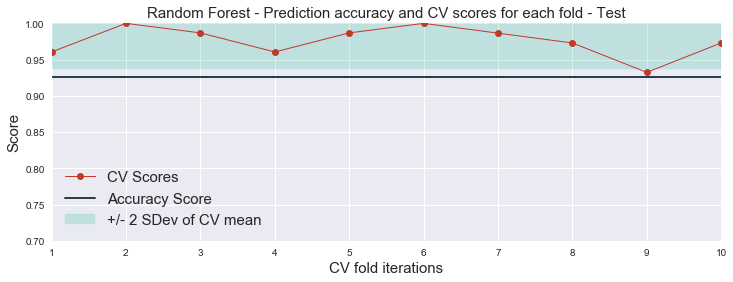 Random Forest - Prediction accuracy and CV scores for each fold - Test
1.00
0.95
0.90
0.85
0.80
0.75
0.70
Score
CV Scores
Accuracy Score
+/- 2 SDev of CV mean
1 2 3 4 5 6 7 8 9 10
CV fold iterations